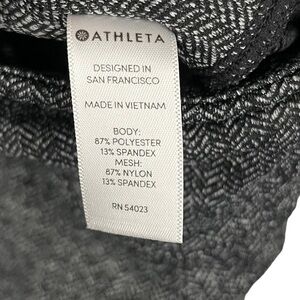 ATHLETA
DESIGNED IN
SAN FRANCISCO
MADE IN VIETNAM
BODY:
87% POLYESTER
13% SPANDEX
MESH:
87% NYLON
13% SPANDEX
RN 54023